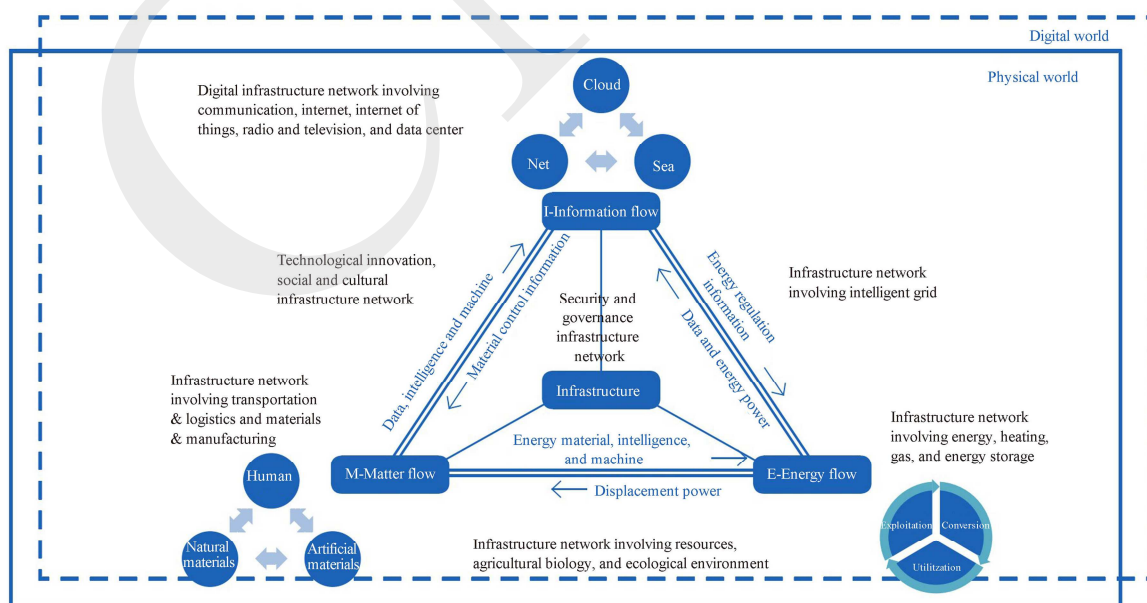 Digital world
Physical world
Cloud
Digital infrastructure network involving
communication, internet, internet of
things, radio and television, and data center
Net
Sea
I-Information flow
Technological innovation,
social and cultural
infrastructure network
Data, intelligence and machine
Material control information
Security and
governance
infrastructure
network
Energy regulation
information
Data and energy power
Infrastructure network
involving intelligent grid
Infrastructure network
involving transportation
& logistics and materials
& manufacturing
Infrastructure
Energy material, intelligence,
and machine
Infrastructure network
involving energy, heating,
gas, and energy storage
M-Matter flow
E-Energy flow
Displacement power
Human
Natural
materials
Artificial
materials
Infrastructure network involving resources,
agricultural biology, and ecological environment
Exploitation
Conversion
Utilitzation